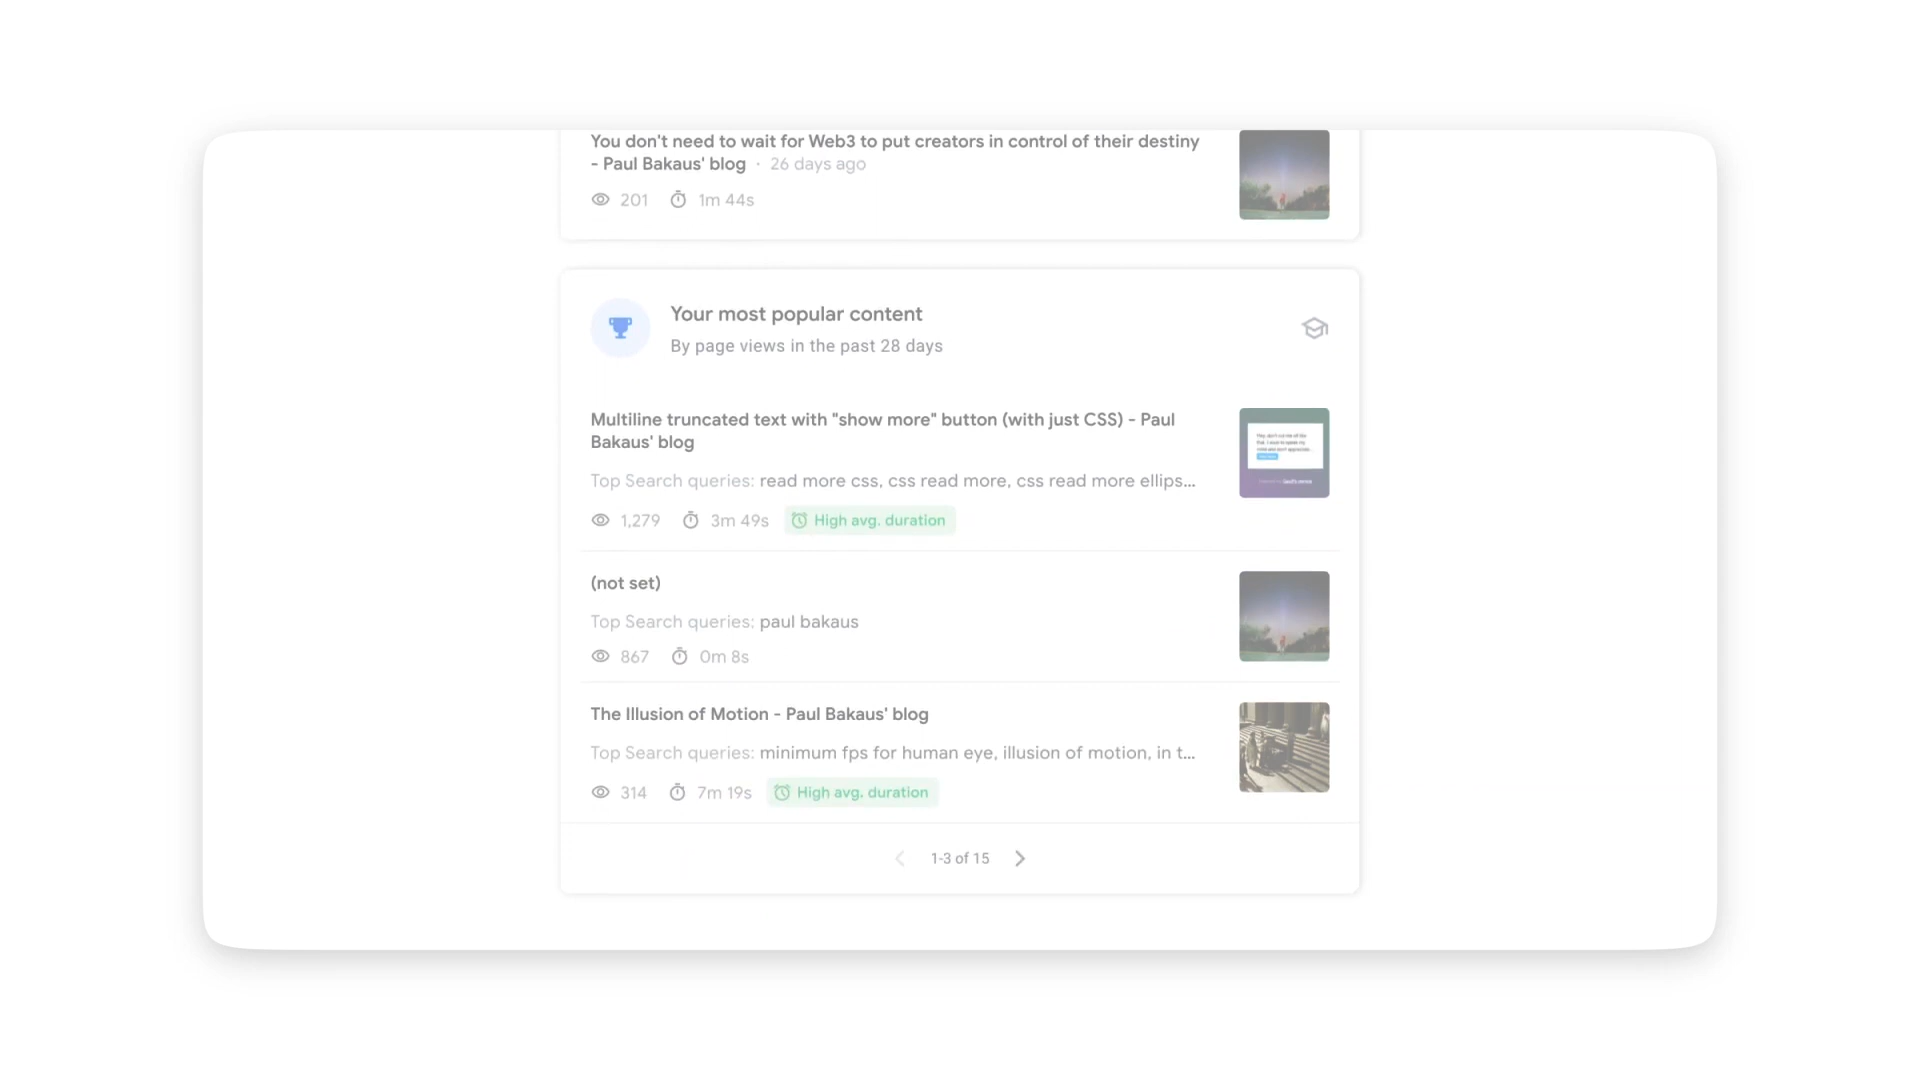 You don't need to wait for Web3 to put creators in control of their destiny
- Paul Bakaus' blog · 26 days ago
201 1m 44s
Your most popular content
By page views in the past 28 days
Multiline truncated text with "show more" button (with just CSS) - Paul
Bakaus' blog
Top Search queries: read more css, css read more, css read more ellips...
1,279 3m 49s High avg. duration
(not set)
Top Search queries: paul bakaus
867 0m 8s
The Illusion of Motion - Paul Bakaus' blog
Top Search queries: minimum fps for human eye, illusion of motion, in t...
314 7m 19s High avg. duration
1-3 of 15